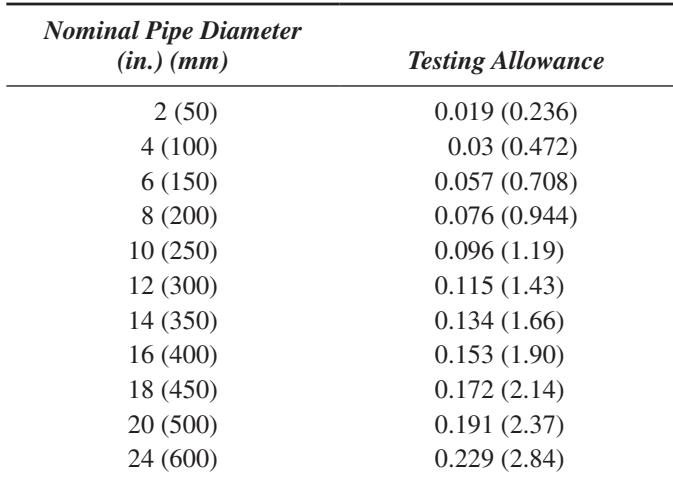 Nominal Pipe Diameter
(in.) (mm) Testing Allowance
2 (50) 0.019 (0.236)
4 (100) 0.03 (0.472)
6 (150) 0.057 (0.708)
8 (200) 0.076 (0.944)
10 (250) 0.096 (1.19)
12 (300) 0.115 (1.43)
14 (350) 0.134 (1.66)
16 (400) 0.153 (1.90)
18 (450) 0.172 (2.14)
20 (500) 0.191 (2.37)
24 (600) 0.229 (2.84)